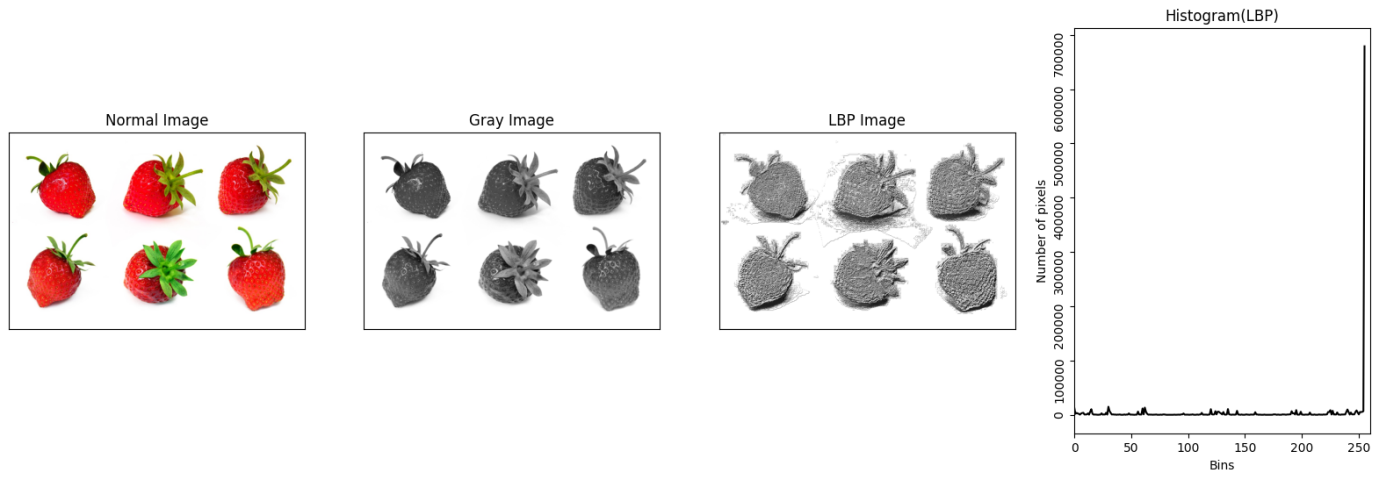 Normal Image
Gray Image
LBP Image
Histogram(LBP)
Number of pixels
700000
600000
500000
400000
300000
200000
100000
0
0 50 100 150 200 250
Bins